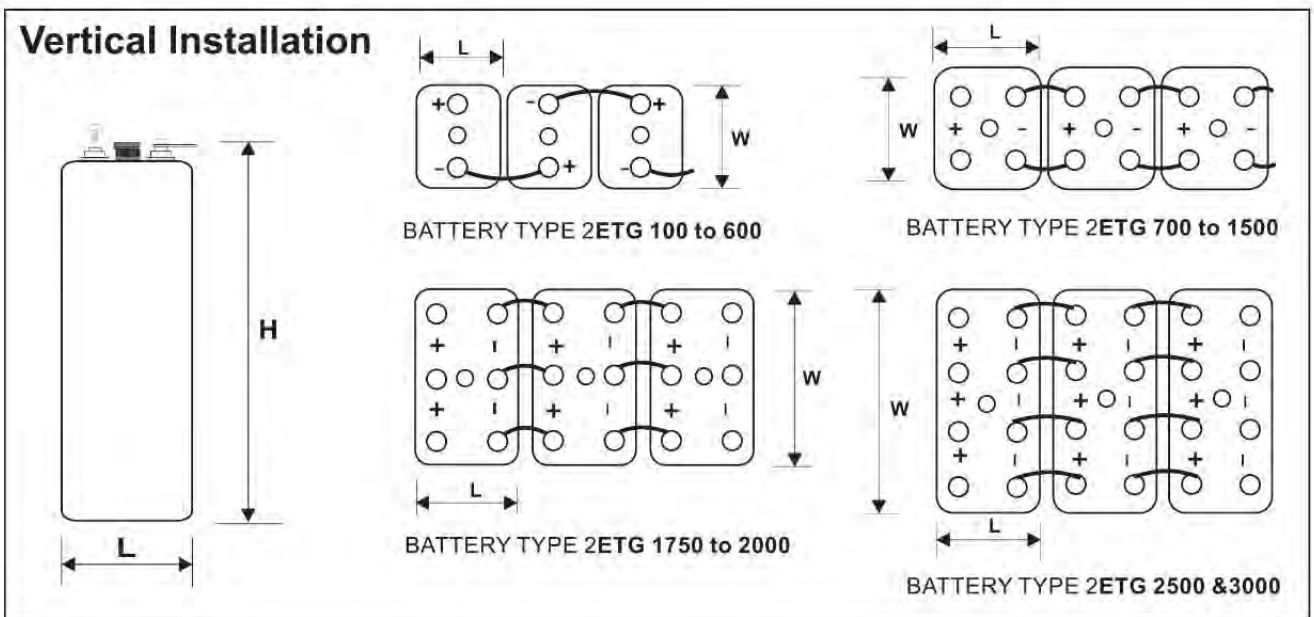 Vertical Installation
H
L
L
W
+ - +
- + -
BATTERY TYPE 2ETG 100 to 600
L
W
+ - + - + -
BATTERY TYPE 2ETG 700 to 1500
W
+ - + - + -
+ - + - + -
L
BATTERY TYPE 2ETG 1750 to 2000
W
+ - + - + -
+ - + - + -
+ - + - + -
L
BATTERY TYPE 2ETG 2500 &3000